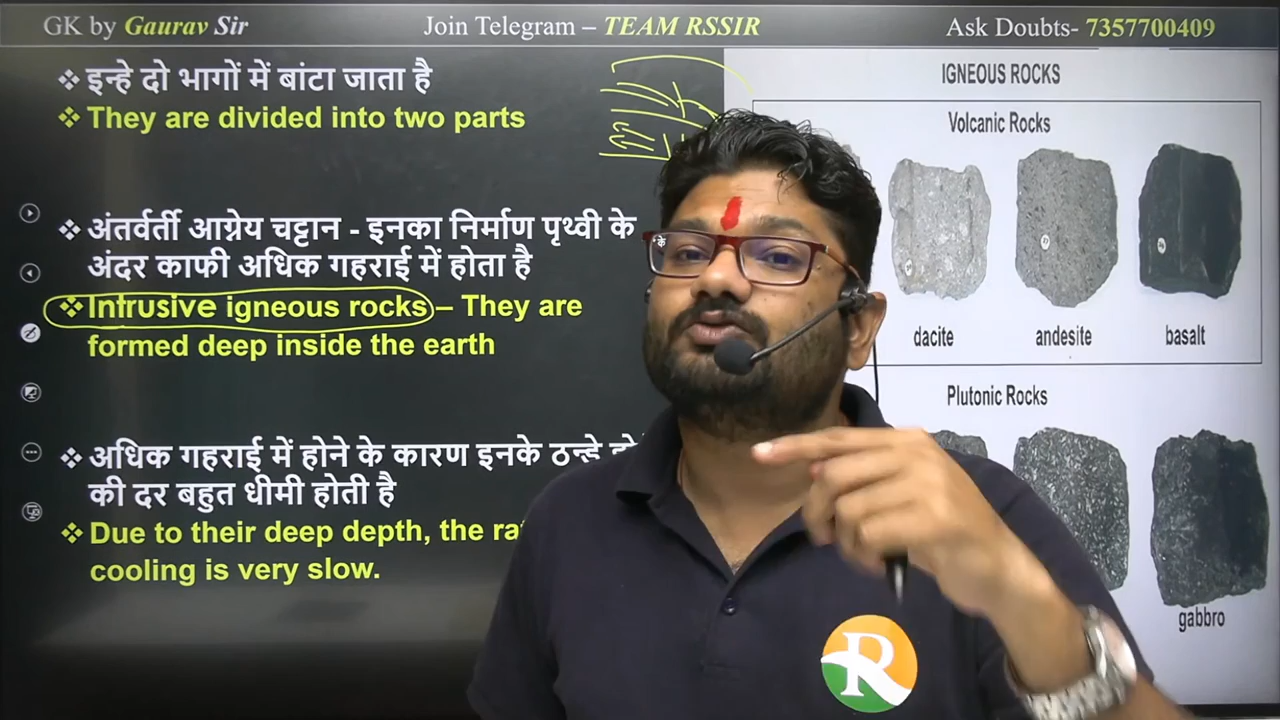 GK by Gaurav Sir
Join Telegram – TEAM RSSIR
Ask Doubts- 7357700409
❖ इन्हे दो भागों में बांटा जाता है
❖ They are divided into two parts
❖ अंतर्वर्ती आग्नेय चट्टान - इनका निर्माण पृथ्वी के
अंदर काफी अधिक गहराई में होता है
❖ Intrusive igneous rocks – They are
formed deep inside the earth
❖ अधिक गहराई में होने के कारण इनके ठन्डे
की दर बहुत धीमी होती है
❖ Due to their deep depth, the
cooling is very slow.
IGNEOUS ROCKS
Volcanic Rocks
dacite andesite basalt
Plutonic Rocks
gabbro
R